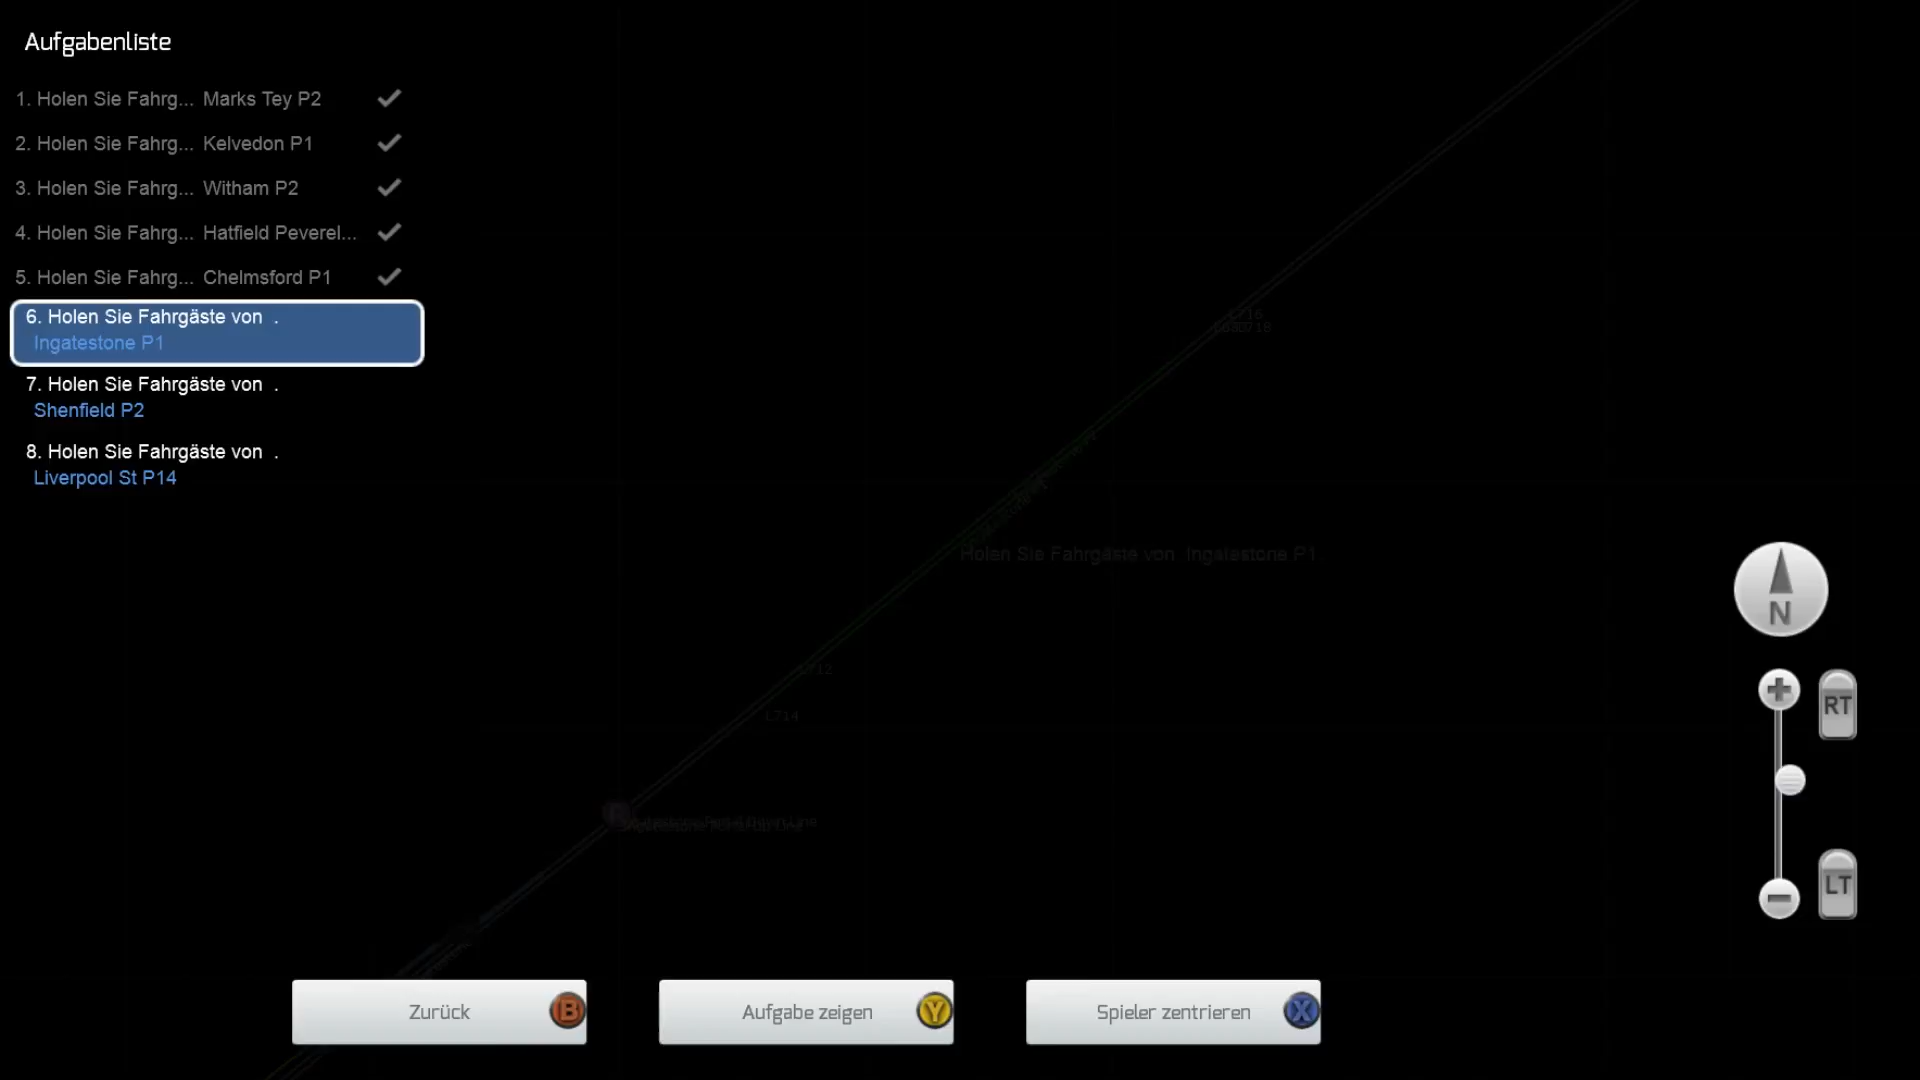 Aufgabenliste
1. Holen Sie Fahrg... Marks Tey P2
2. Holen Sie Fahrg... Kelvedon P1
3. Holen Sie Fahrg... Witham P2
4. Holen Sie Fahrg... Hatfield Peverel...
5. Holen Sie Fahrg... Chelmsford P1
6. Holen Sie Fahrgäste von .
Ingatestone P1
7. Holen Sie Fahrgäste von .
Shenfield P2
8. Holen Sie Fahrgäste von .
Liverpool St P14
L716
Holen Sie Fahrgäste von Ingatestone P1
L712
L714
N
RT
LT
Zurück B
Aufgabe zeigen Y
Spieler zentrieren X